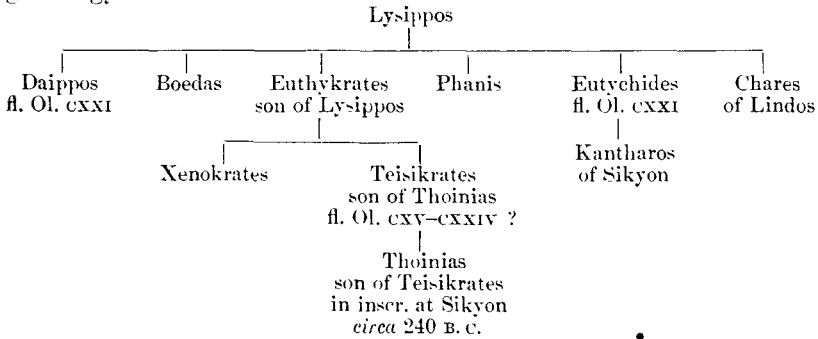 Lysippos
Daippos Boedas Euthykrates Phanis Eutychides Chares
fl. Ol. CXXI son of Lysippos fl. Ol. CXXI of Lindos
Xenokrates Teisikrates Kantharos
son of Thoinias of Sikyon
fl. Ol. CXV–CXXIV ?
Thoinias
son of Teisikrates
in inscr. at Sikyon
circa 240 B. C.